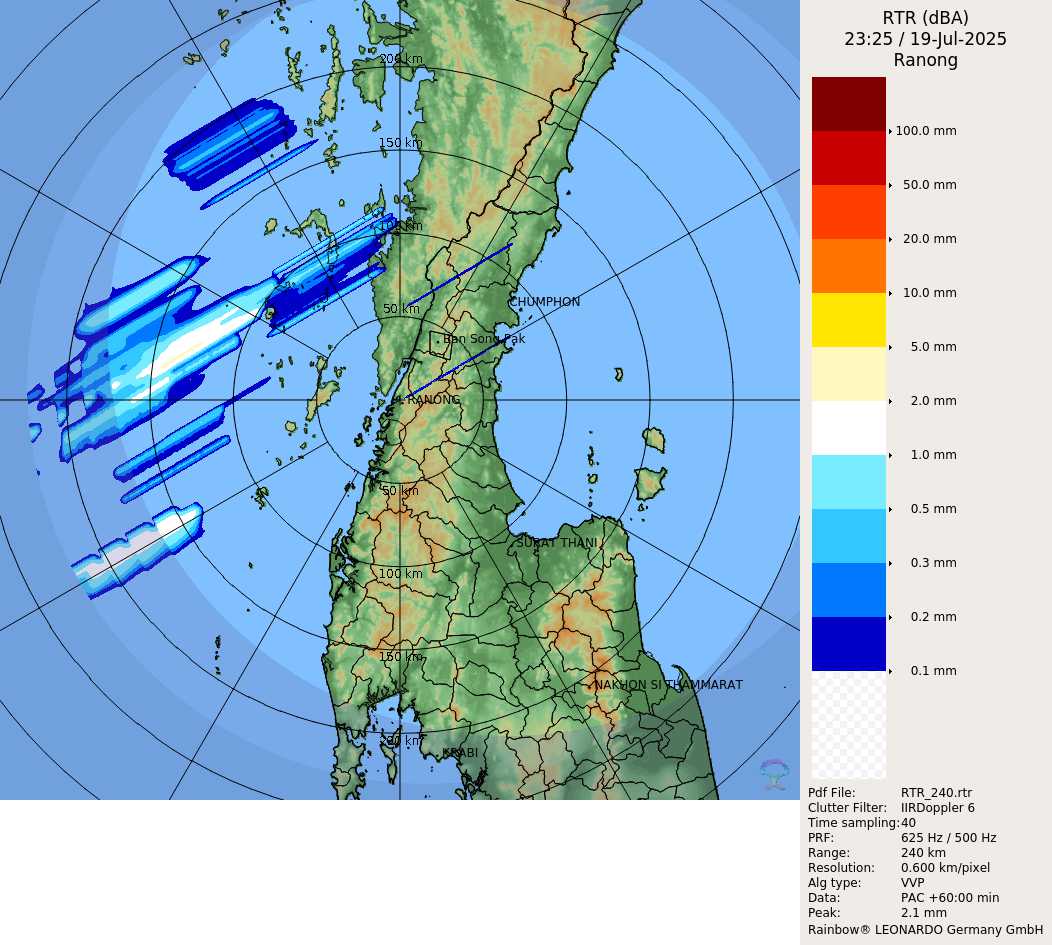 RTR (dBA)
23:25 / 19-Jul-2025
Ranong
100.0 mm
50.0 mm
20.0 mm
10.0 mm
5.0 mm
2.0 mm
1.0 mm
0.5 mm
0.3 mm
0.2 mm
0.1 mm
Pdf File: RTR_240.rtr
Clutter Filter: IIRDoppler 6
Time sampling: 40
PRF: 625 Hz / 500 Hz
Range: 240 km
Resolution: 0.600 km/pixel
Alg type: VVP
Data: PAC +60:00 min
Peak: 2.1 mm
Rainbow® LEONARDO Germany GmbH
200 km
150 km
100 km
50 km
CHUMPHON
Ban Song Pak
RANONG
50 km
SURAT THANI
100 km
150 km
NAKHON SI THAMMARAT
200 km
KRABI